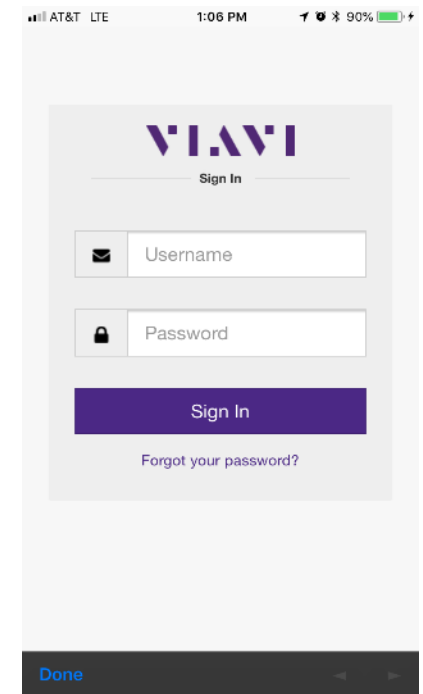 AT&T LTE 1:06 PM 90%
VIAVI
Sign In
Username
Password
Sign In
Forgot your password?
Done